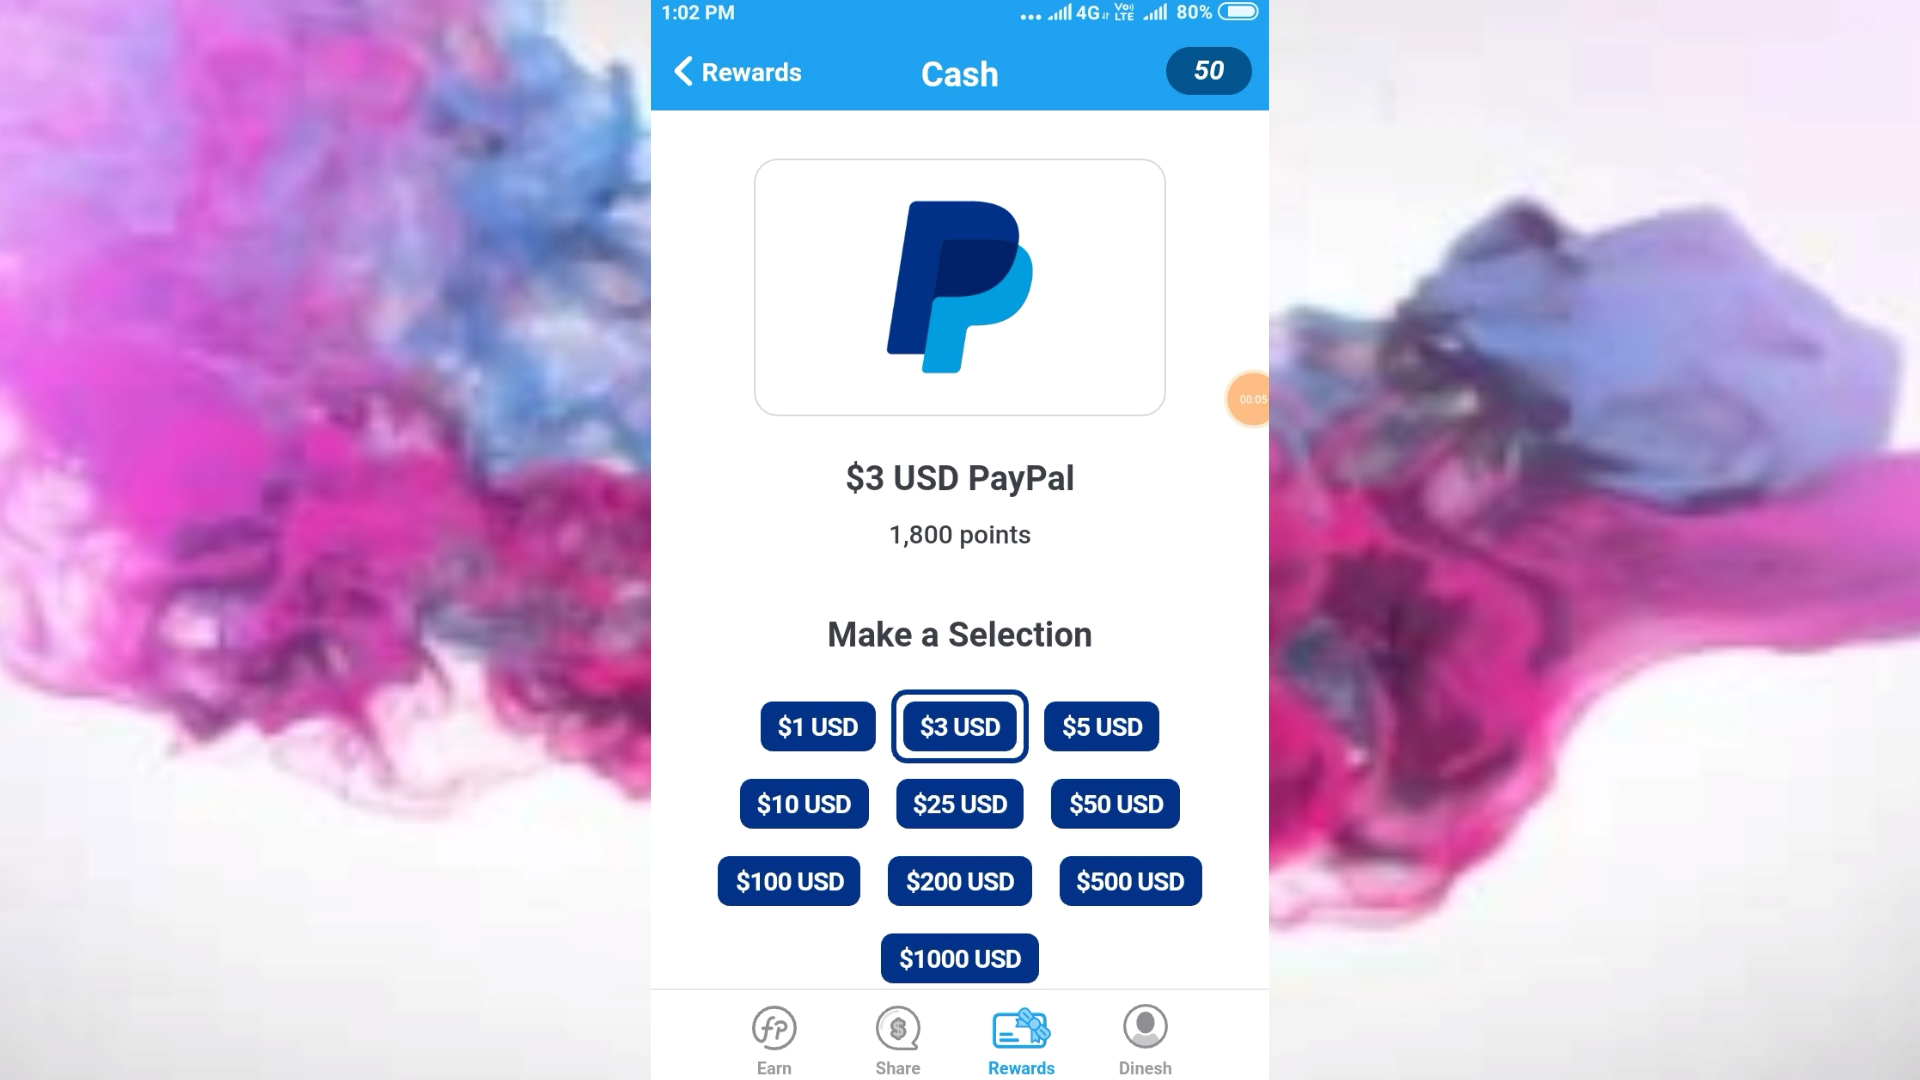 1:02 PM 4G VoLTE 80%
Rewards Cash 50
00:05
$3 USD PayPal
1,800 points
Make a Selection
$1 USD $3 USD $5 USD
$10 USD $25 USD $50 USD
$100 USD $200 USD $500 USD
$1000 USD
fp $
Earn Share Rewards Dinesh